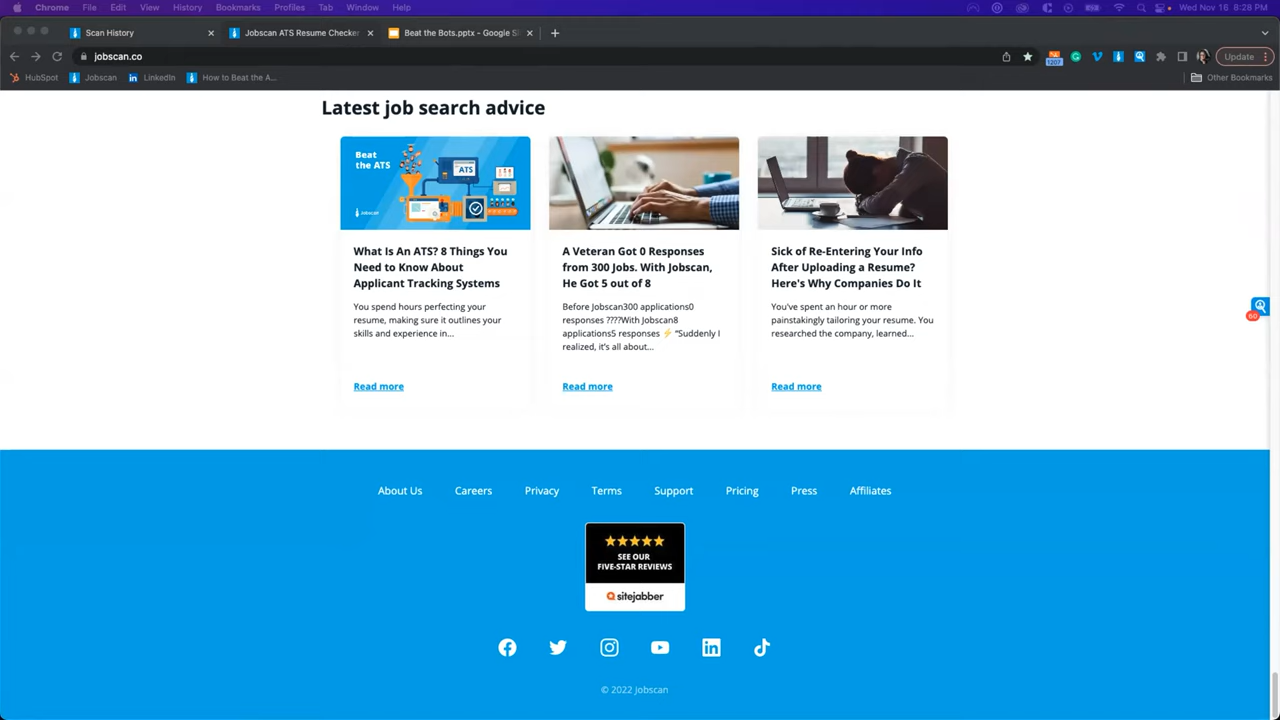 Chrome File Edit View History Bookmarks Profiles Tab Window Help Wed Nov 16 8:28 PM
Scan History Jobscan ATS Resume Checker Beat the Bots.pptx - Google Sl
jobscan.co 1207 Update
HubSpot Jobscan LinkedIn How to Beat the A... Other Bookmarks
Latest job search advice
Beat
the ATS
ATS
Jobscan
What Is An ATS? 8 Things You
Need to Know About
Applicant Tracking Systems
You spend hours perfecting your
resume, making sure it outlines your
skills and experience in...
Read more
A Veteran Got 0 Responses
from 300 Jobs. With Jobscan,
He Got 5 out of 8
Before Jobscan300 applications0
responses ????With Jobscan8
applications5 responses ⚡ “Suddenly I
realized, it's all about...
Read more
Sick of Re-Entering Your Info
After Uploading a Resume?
Here's Why Companies Do It
You've spent an hour or more
painstakingly tailoring your resume. You
researched the company, learned...
Read more
60
About Us Careers Privacy Terms Support Pricing Press Affiliates
SEE OUR
FIVE-STAR REVIEWS
sitejabber
© 2022 Jobscan